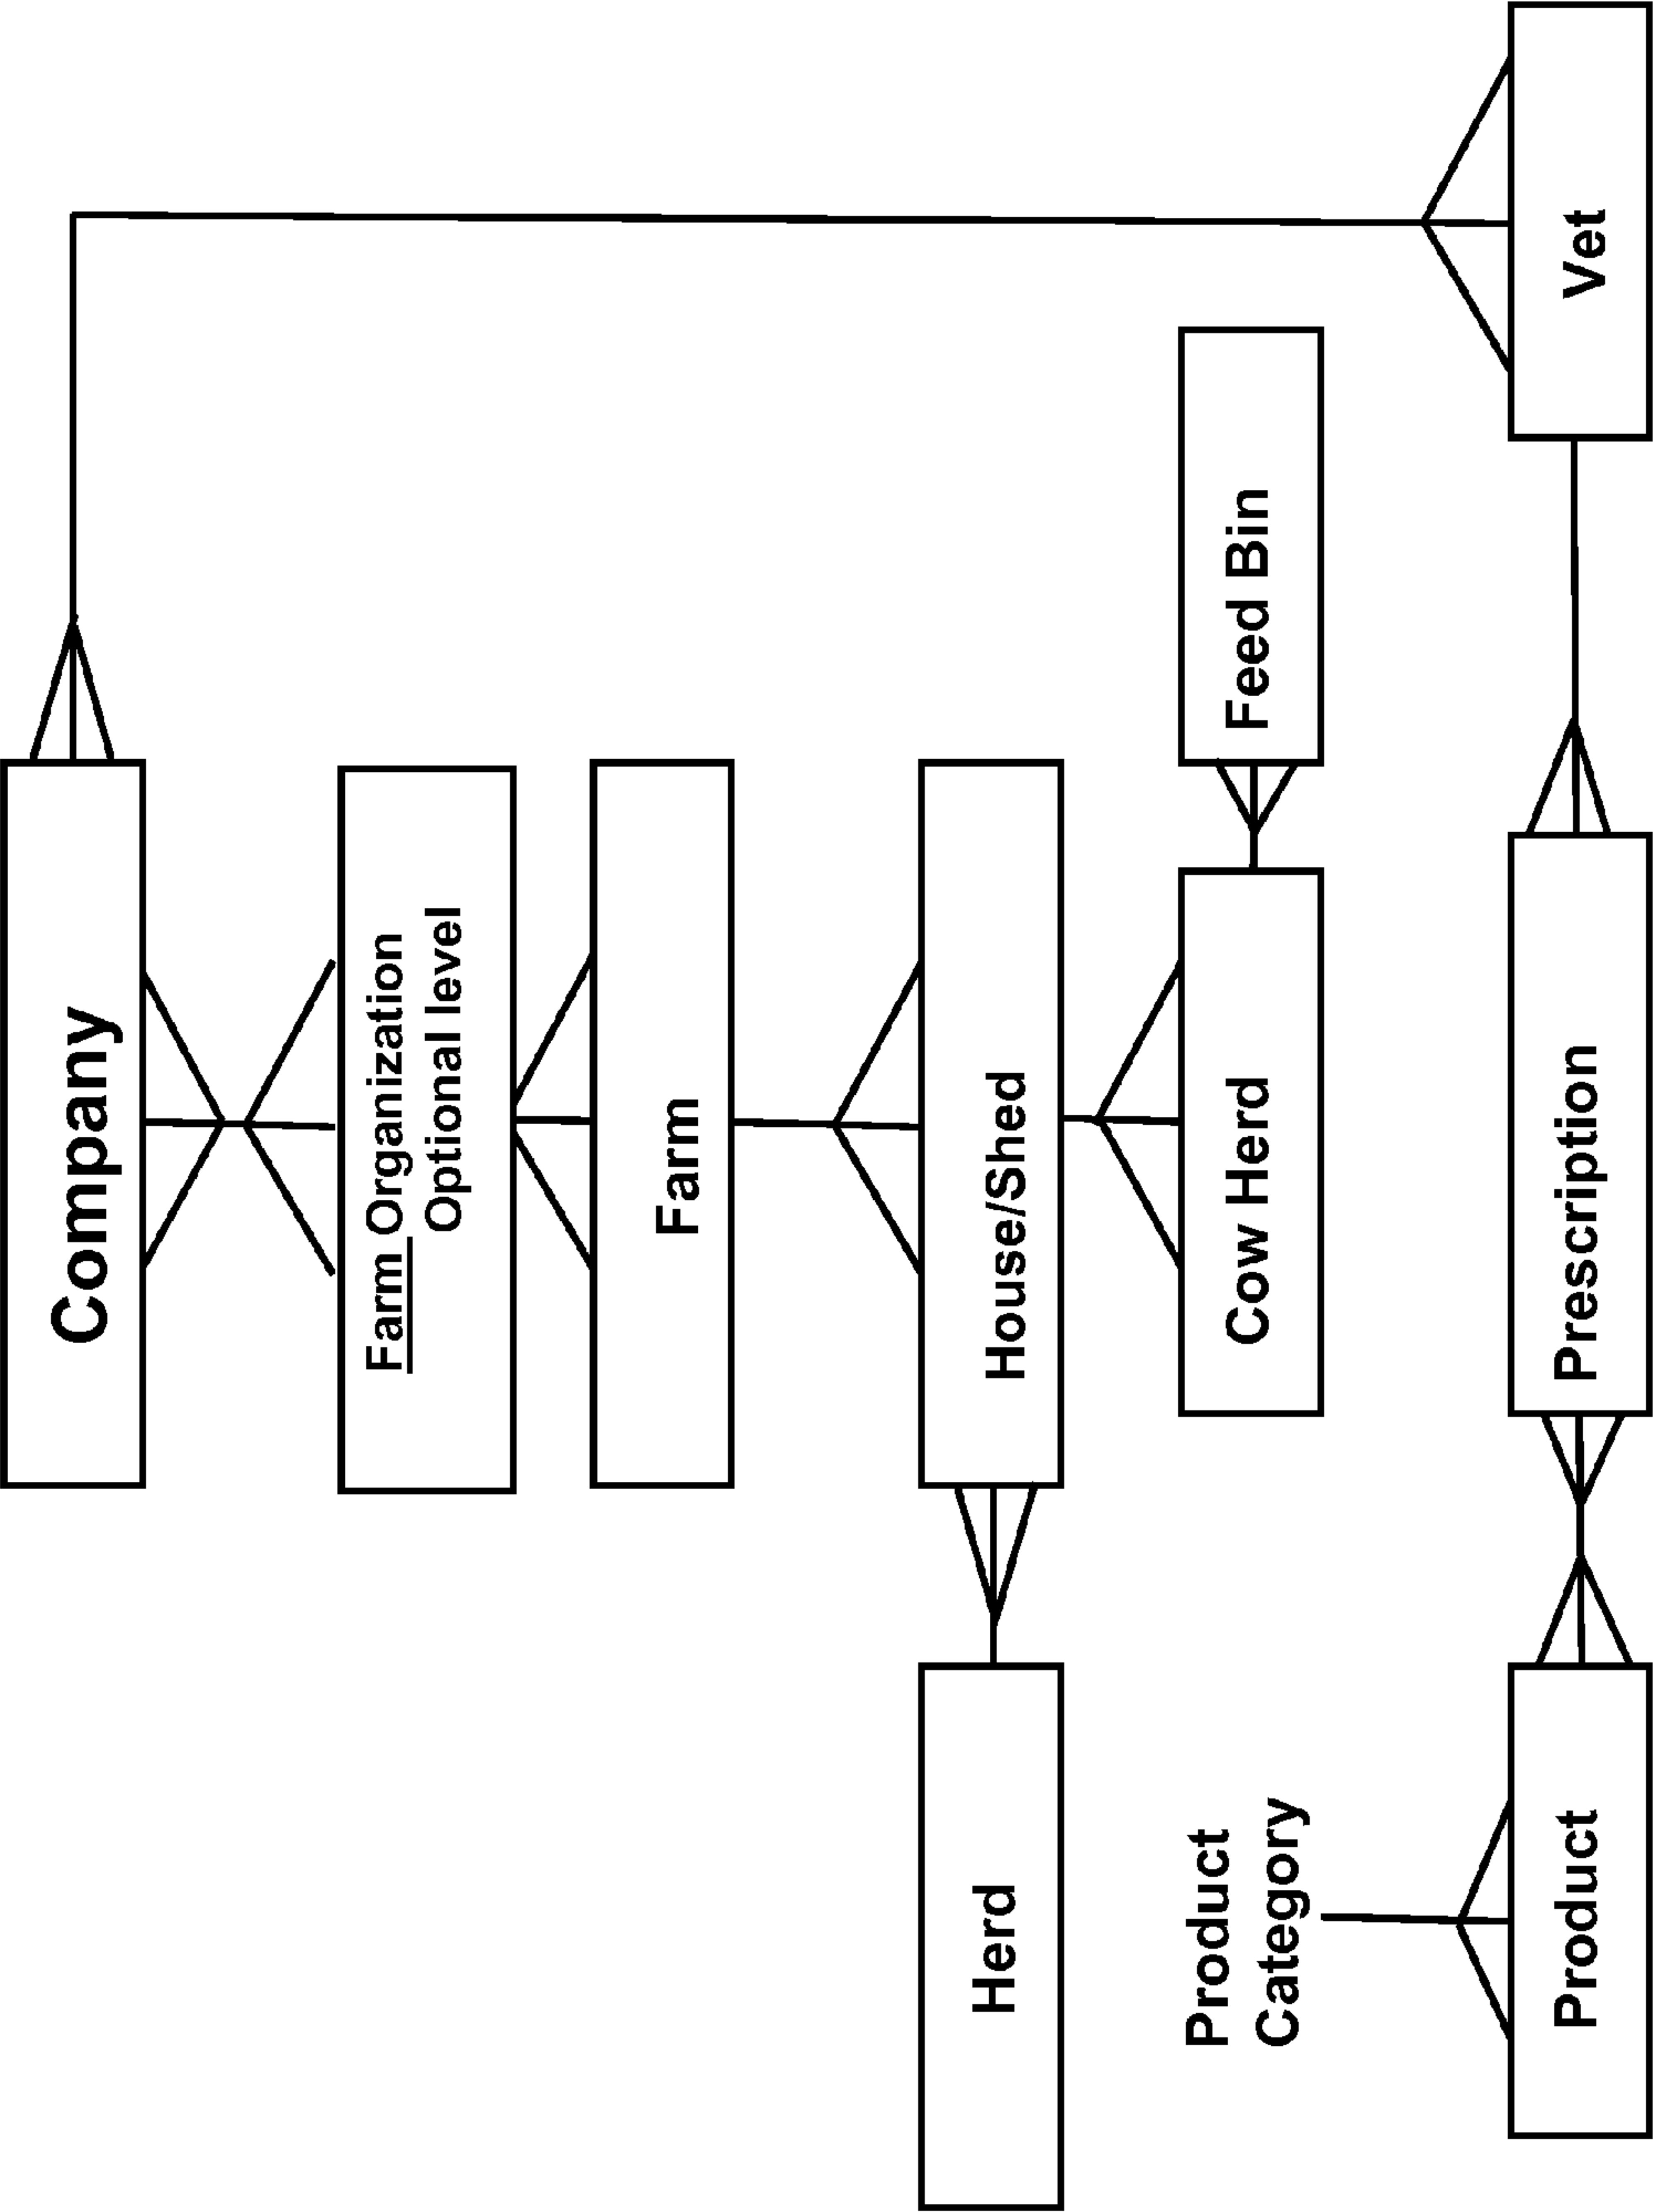 Company
Farm Organization
Optional level
Farm
Herd
House/Shed
Product
Category
Cow Herd
Feed Bin
Product
Prescription
Vet